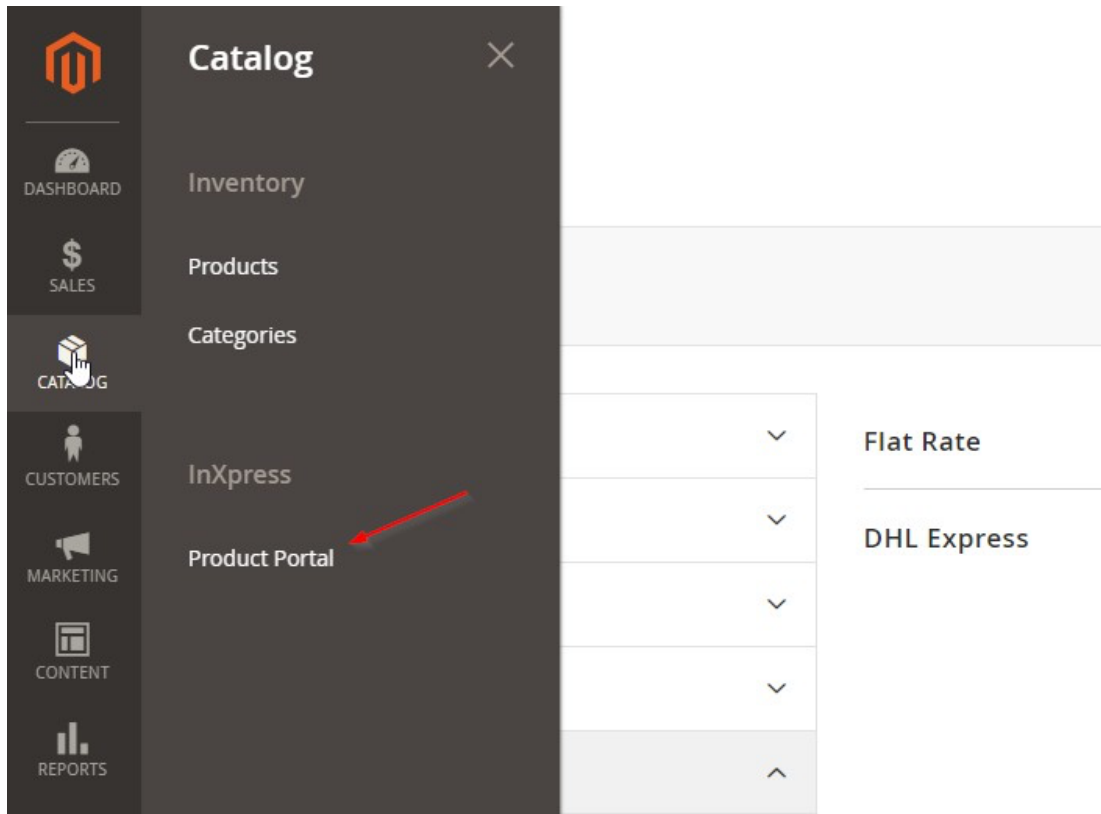 DASHBOARD
SALES
CATALOG
CUSTOMERS
MARKETING
CONTENT
REPORTS
Catalog
Inventory
Products
Categories
InXpress
Product Portal
Flat Rate
DHL Express